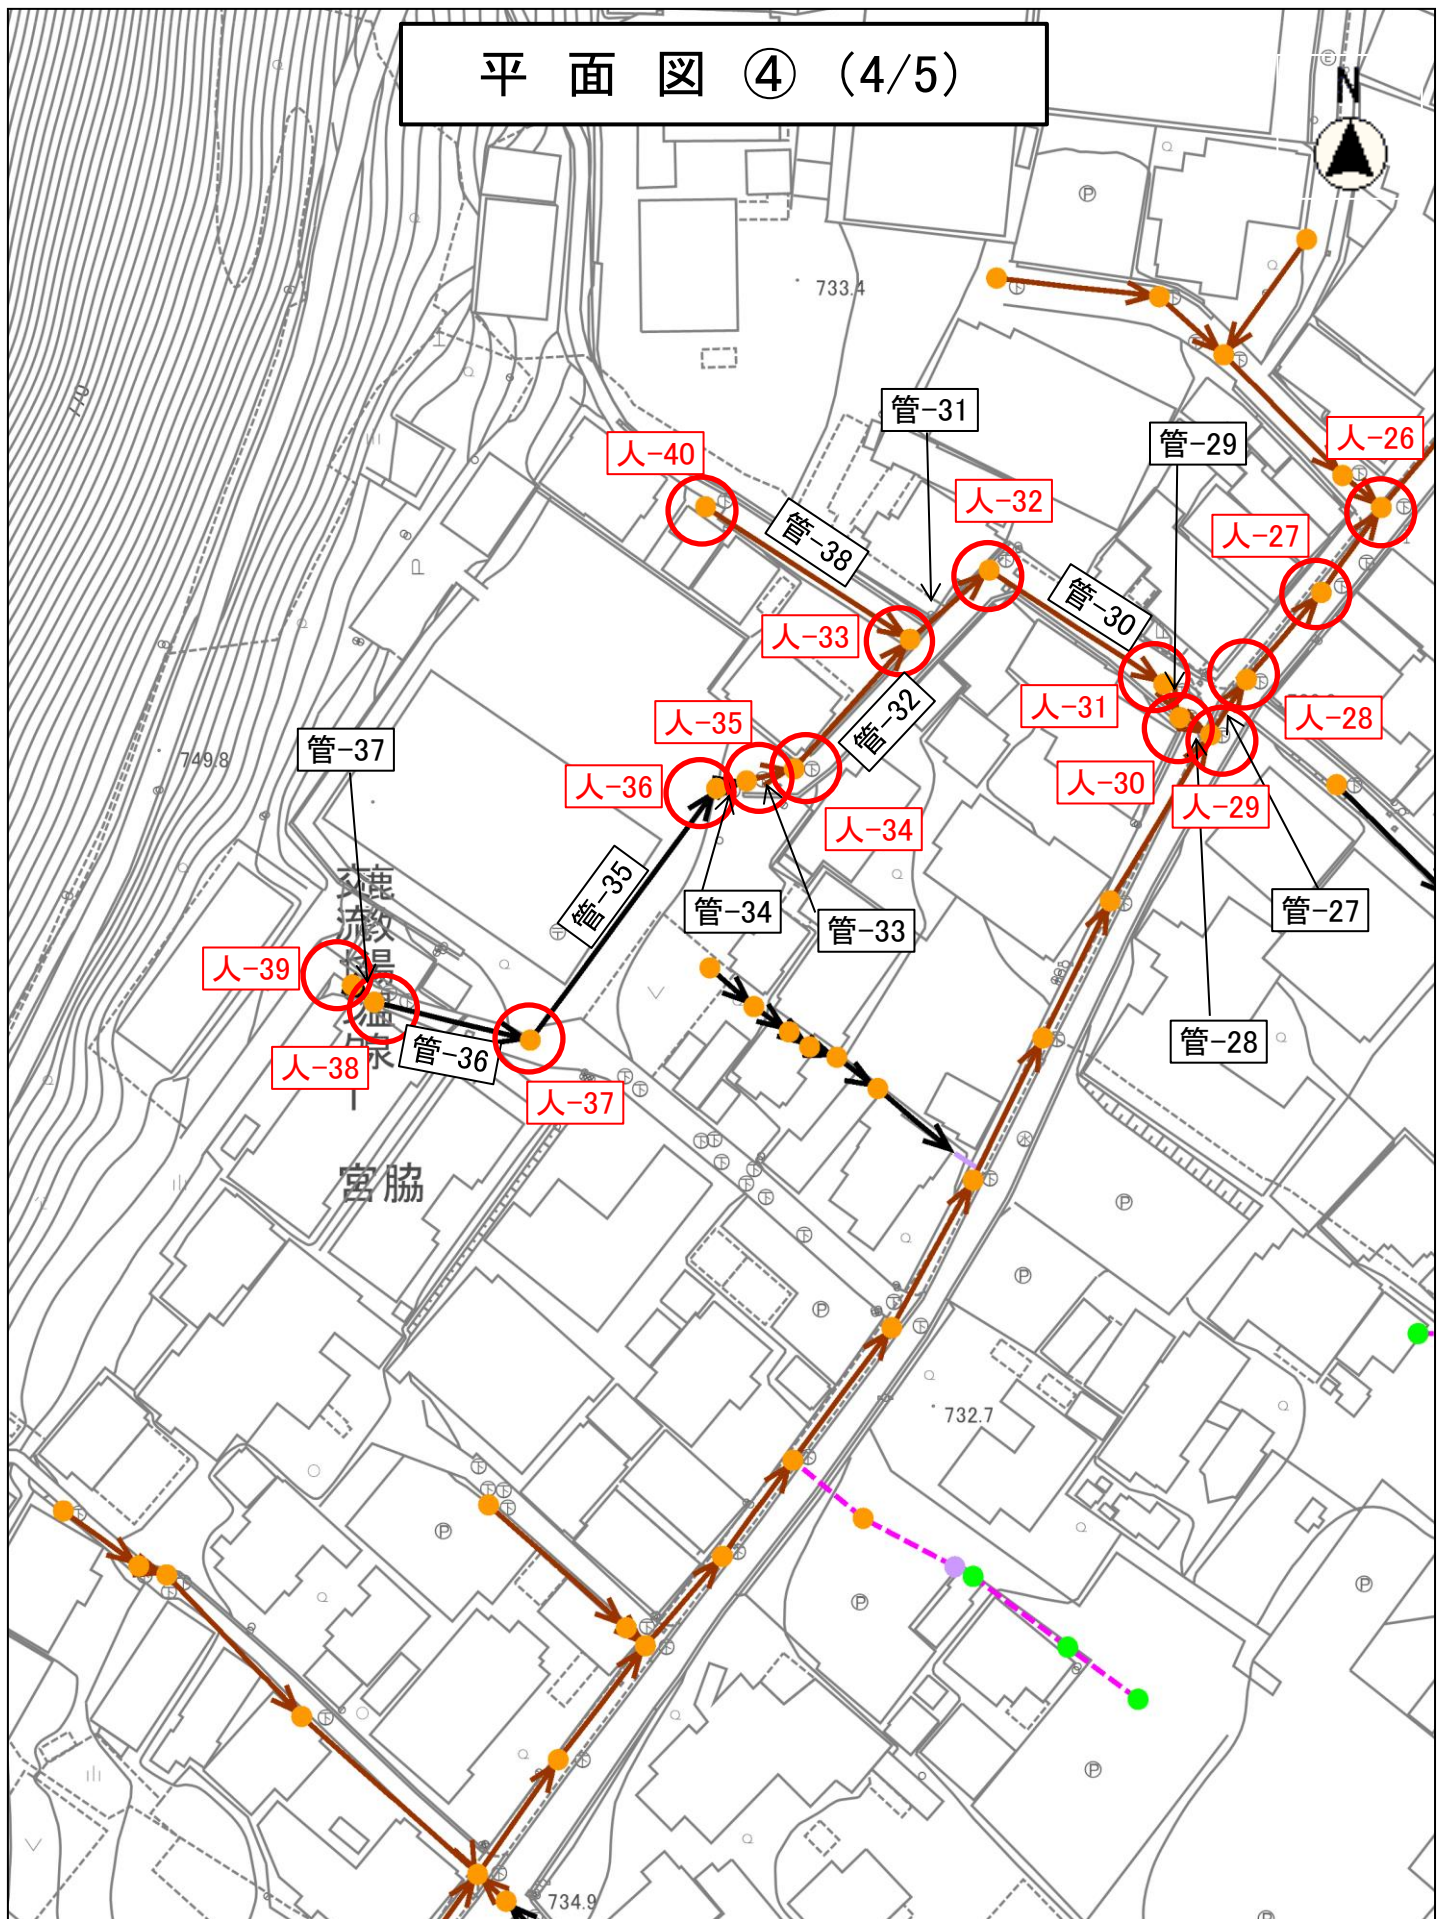 平 面 図 ④ (4/5)
N
733.4
770
管-31
人-26
管-29
人-40
人-32
人-27
管-38
管-30
人-33
人-31
人-28
人-35
管-32
管-37
749.8
人-36
人-30
人-29
人-34
管-35
管-34
管-33
管-27
人-39
管-28
人-38
管-36
人-37
宮脇
732.7
734.9